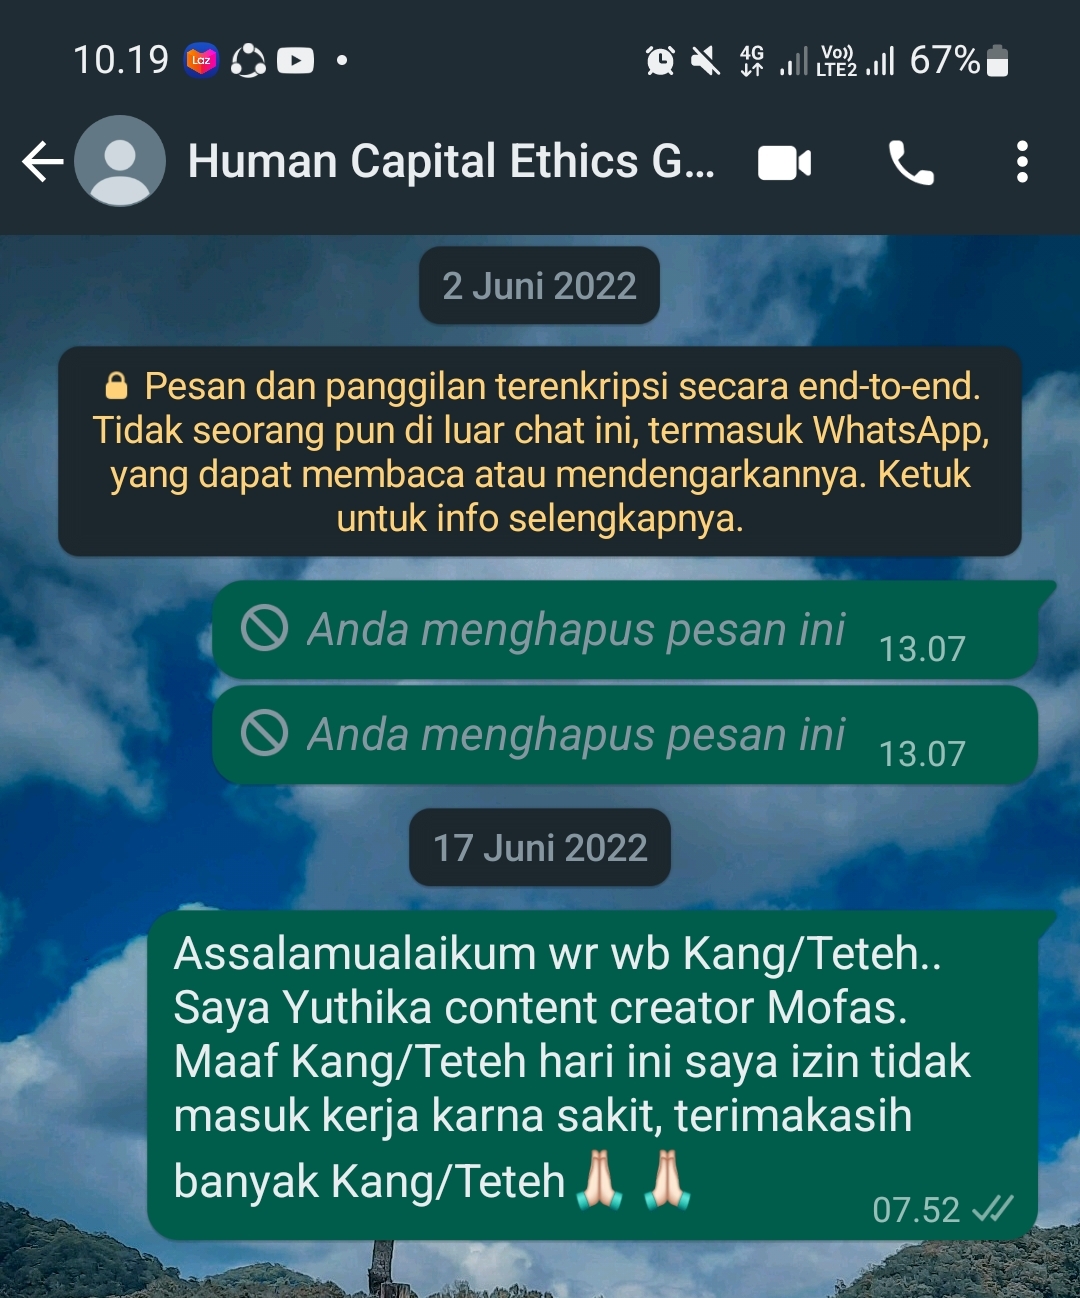 10.19 Laz 4G Vo)) LTE2 67%
Human Capital Ethics G...
2 Juni 2022
Pesan dan panggilan terenkripsi secara end-to-end.
Tidak seorang pun di luar chat ini, termasuk WhatsApp,
yang dapat membaca atau mendengarkannya. Ketuk
untuk info selengkapnya.
Anda menghapus pesan ini 13.07
Anda menghapus pesan ini 13.07
17 Juni 2022
Assalamualaikum wr wb Kang/Teteh..
Saya Yuthika content creator Mofas.
Maaf Kang/Teteh hari ini saya izin tidak
masuk kerja karna sakit, terimakasih
banyak Kang/Teteh🙏🏻 🙏🏻
07.52